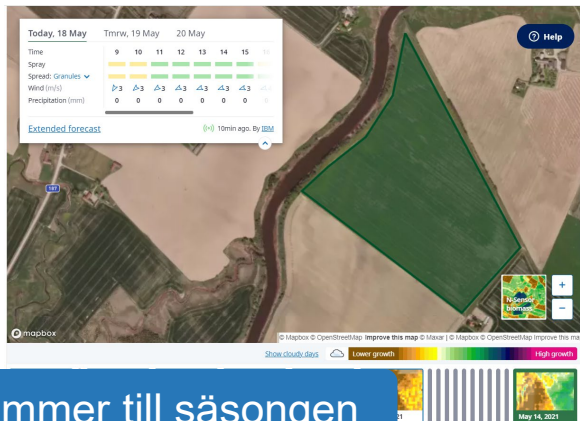 Today, 18 May Tmrw, 19 May 20 May
Time 9 10 11 12 13 14 15
Spray
Spread: Granules
Wind (m/s) 3 3 3 3 3 3 3
Precipitation (mm) 0 0 0 0 0 0 0
Extended forecast 10min ago. By IBM
Help
107
N-Sensor
biomass
+
−
mapbox
© Mapbox © OpenStreetMap Improve this map © Maxar | © Mapbox © OpenStreetMap Improve this ma
Show cloudy days Lower growth High growth
mmer till säsongen
21
May 14, 2021